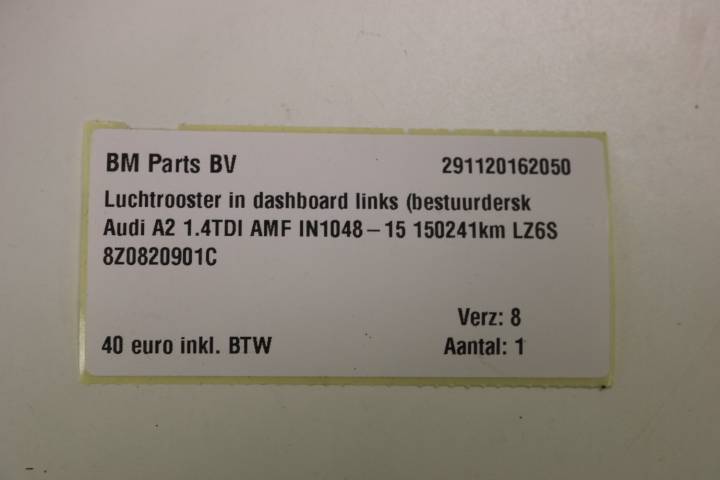 BM Parts BV 291120162050
Luchtrooster in dashboard links (bestuurdersk
Audi A2 1.4TDI AMF IN1048-15 150241km LZ6S
8Z0820901C
Verz: 8
40 euro inkl. BTW Aantal: 1